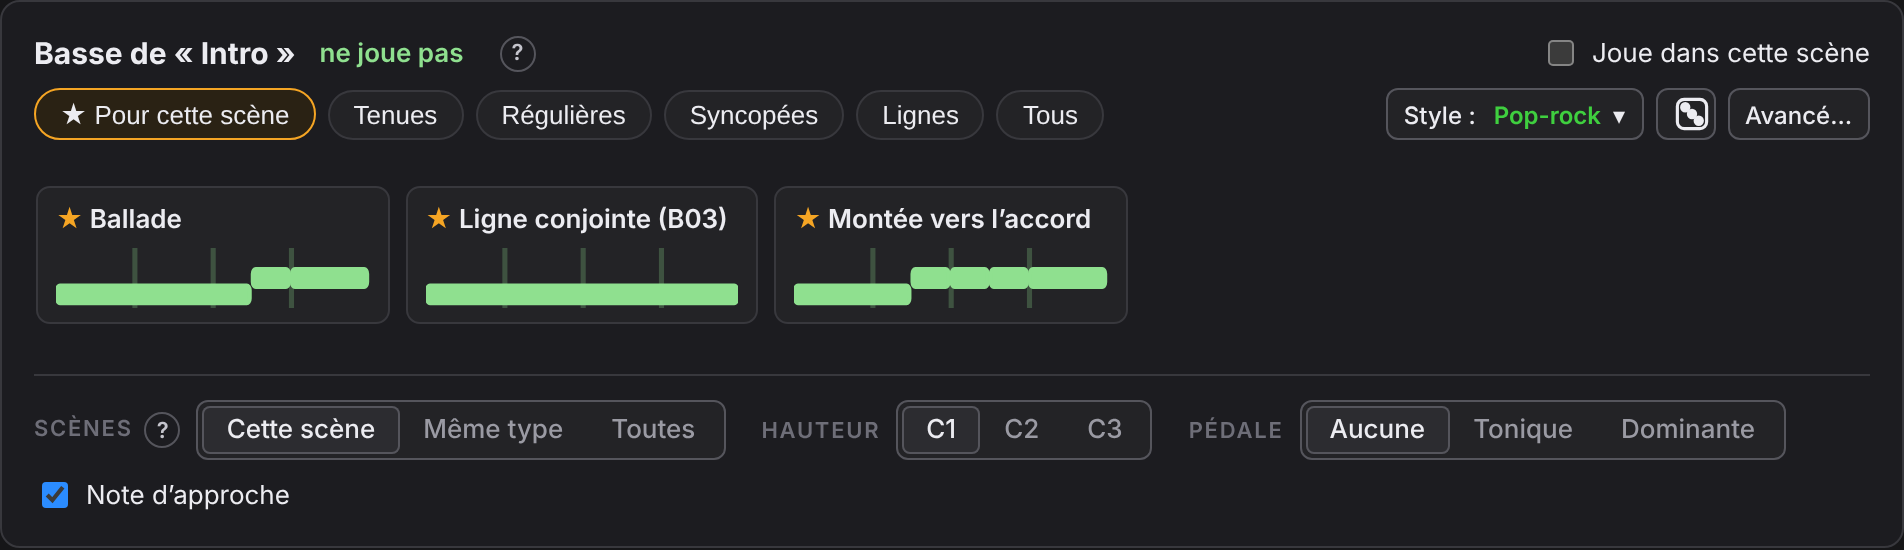 Basse de « Intro » ne joue pas ? Joue dans cette scène
★ Pour cette scène Tenues Régulières Syncopées Lignes Tous Style : Pop-rock ▾ Avancé...
★ Ballade ★ Ligne conjointe (B03) ★ Montée vers l’accord
SCÈNES ? Cette scène Même type Toutes HAUTEUR C1 C2 C3 PÉDALE Aucune Tonique Dominante
Note d’approche